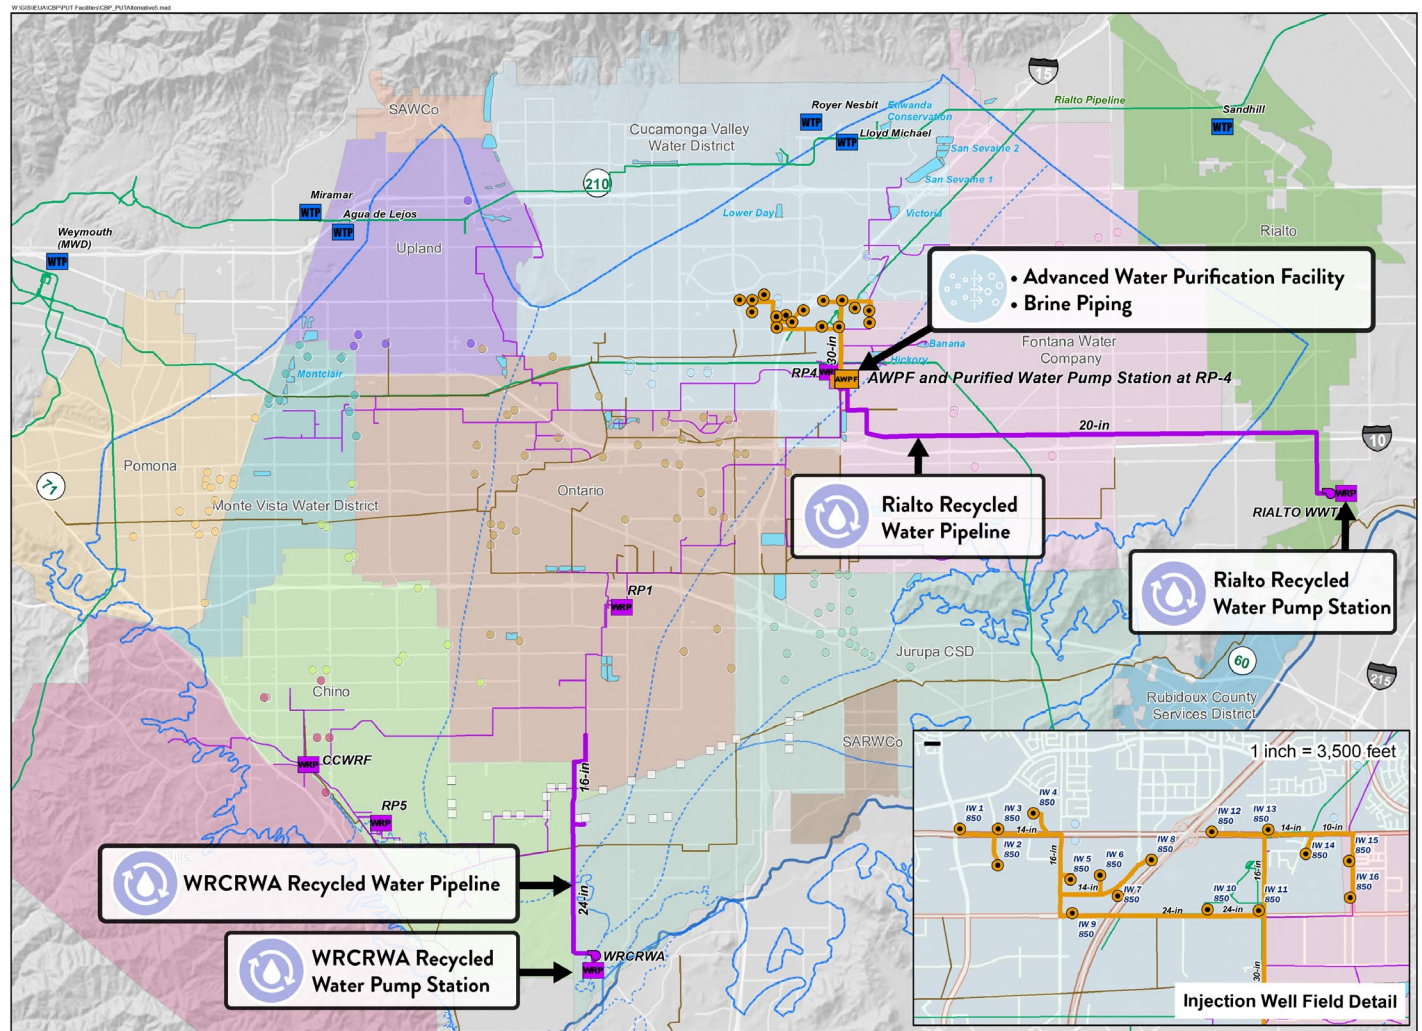 W:\GIS\IEUA\CBP\PUT Facilities\CBP_PUTAlternative5.mxd
15
SAWCo
Royer Nesbit
WTP
Etiwanda
Conservation
Rialto Pipeline
Sandhill
WTP
Cucamonga Valley
Water District
Lloyd Michael
WTP
San Sevaine 2
San Sevaine 1
210
Miramar
WTP
Agua de Lejos
WTP
Lower Day
Victoria
Weymouth
(MWD)
WTP
Upland
Rialto
• Advanced Water Purification Facility
• Brine Piping
30-in
Banana
Fontana Water
Company
Hickory
Montclair
RP4
AWPF
AWPF and Purified Water Pump Station at RP-4
20-in
10
Pomona
71
Monte Vista Water District
Ontario
Rialto Recycled
Water Pipeline
WRP
RIALTO WWT
Rialto Recycled
Water Pump Station
RP1
WRP
Jurupa CSD
60
215
Chino
Rubidoux County
Services District
SARWCo
CCWRF
WRP
16-in
RP5
WRP
Hills
WRCRWA Recycled Water Pipeline
24-in
WRCRWA Recycled
Water Pump Station
WRCRWA
WRP
1 inch = 3,500 feet
IW 1
850
IW 3
850
IW 4
850
14-in
IW 2
850
16-in
IW 5
850
IW 6
850
IW 8
850
14-in
IW 7
850
IW 9
850
24-in
IW 12
850
IW 13
850
14-in
10-in
IW 14
850
IW 15
850
IW 16
850
16-in
IW 10
850
IW 11
850
24-in
30-in
Injection Well Field Detail